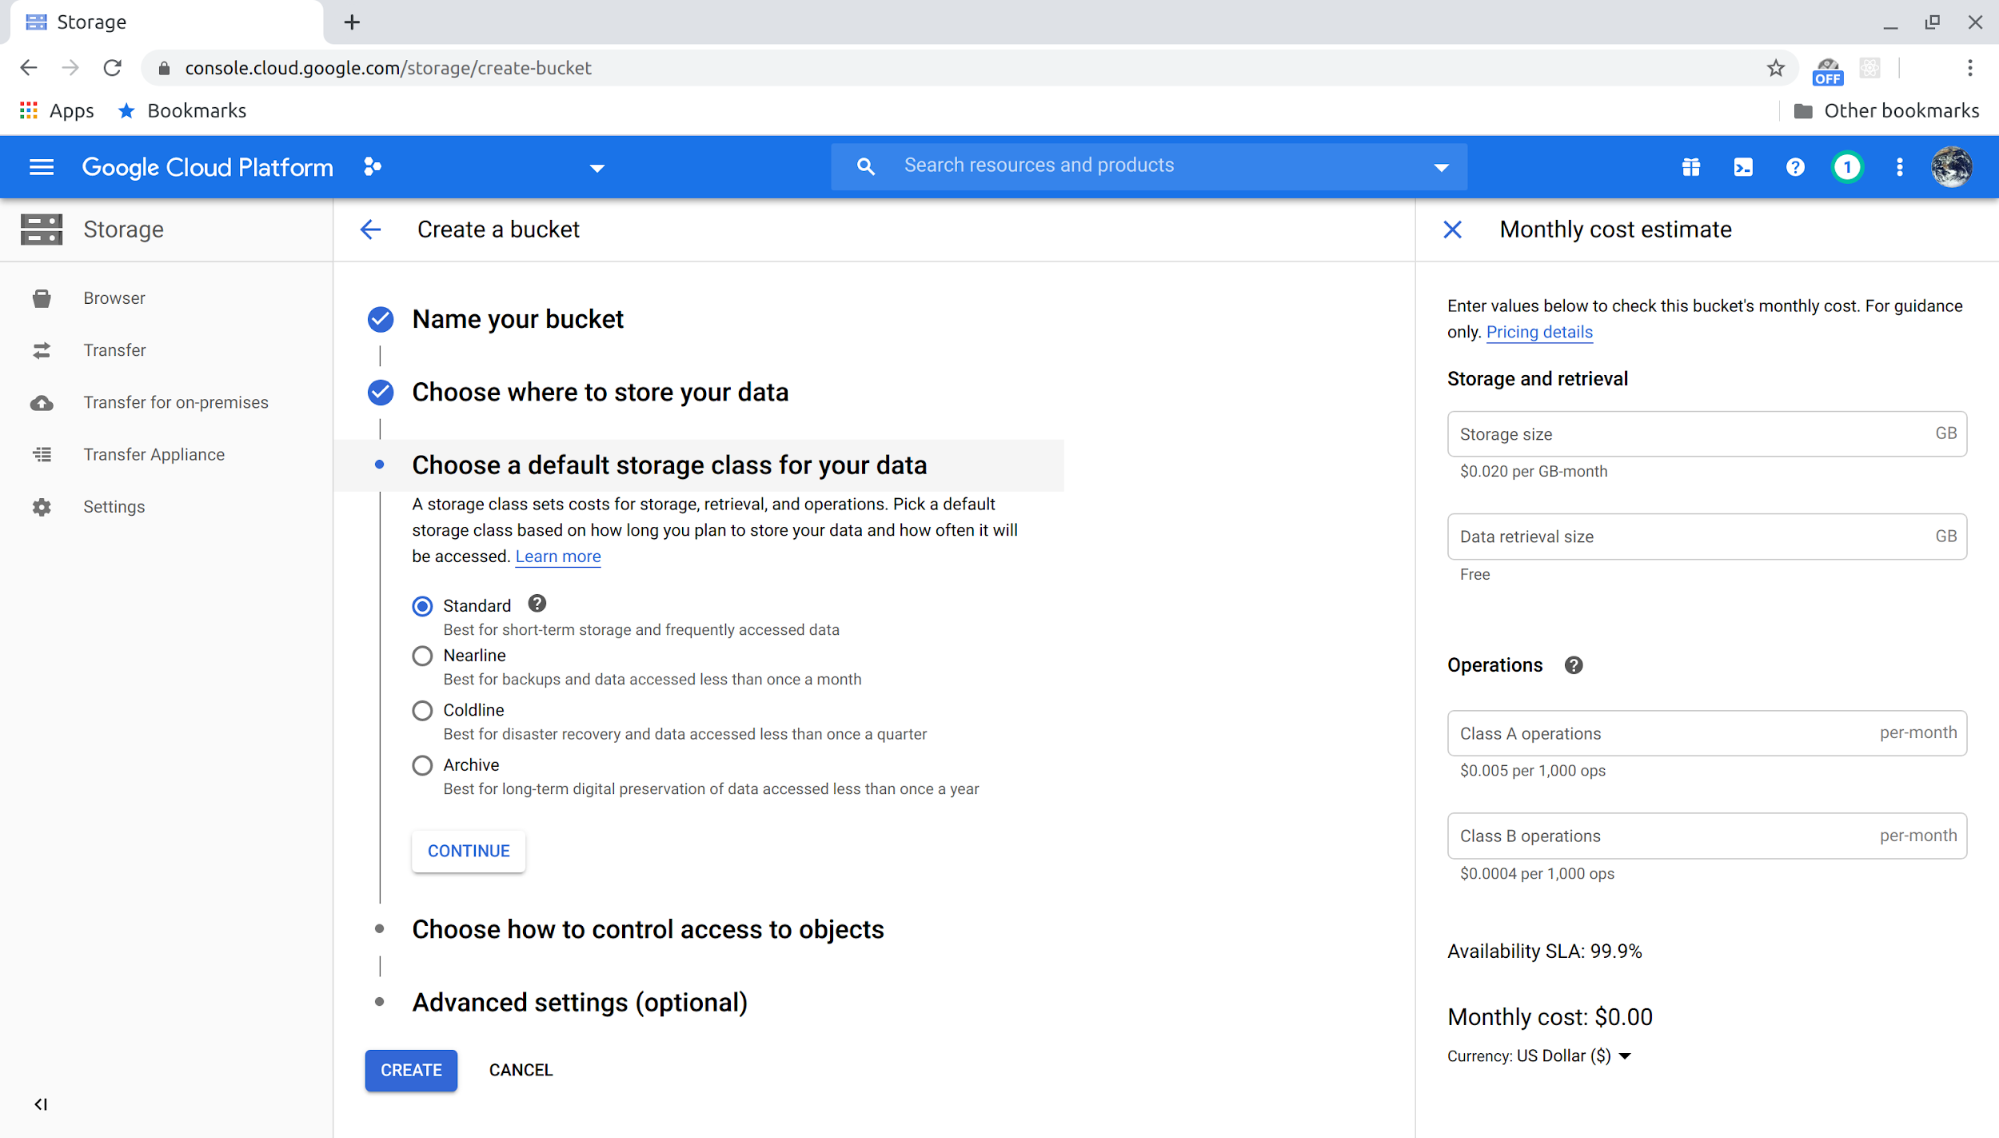 Storage
console.cloud.google.com/storage/create-bucket
OFF
Apps
Bookmarks
Other bookmarks
Google Cloud Platform
Search resources and products
1
Storage
Create a bucket
Monthly cost estimate
Browser
Transfer
Transfer for on-premises
Transfer Appliance
Settings
Name your bucket
Choose where to store your data
Choose a default storage class for your data
A storage class sets costs for storage, retrieval, and operations. Pick a default
storage class based on how long you plan to store your data and how often it will
be accessed. Learn more
Standard
Best for short-term storage and frequently accessed data
Nearline
Best for backups and data accessed less than once a month
Coldline
Best for disaster recovery and data accessed less than once a quarter
Archive
Best for long-term digital preservation of data accessed less than once a year
CONTINUE
Choose how to control access to objects
Advanced settings (optional)
CREATE
CANCEL
Enter values below to check this bucket's monthly cost. For guidance
only. Pricing details
Storage and retrieval
Storage size GB
$0.020 per GB-month
Data retrieval size GB
Free
Operations
Class A operations per-month
$0.005 per 1,000 ops
Class B operations per-month
$0.0004 per 1,000 ops
Availability SLA: 99.9%
Monthly cost: $0.00
Currency: US Dollar ($)